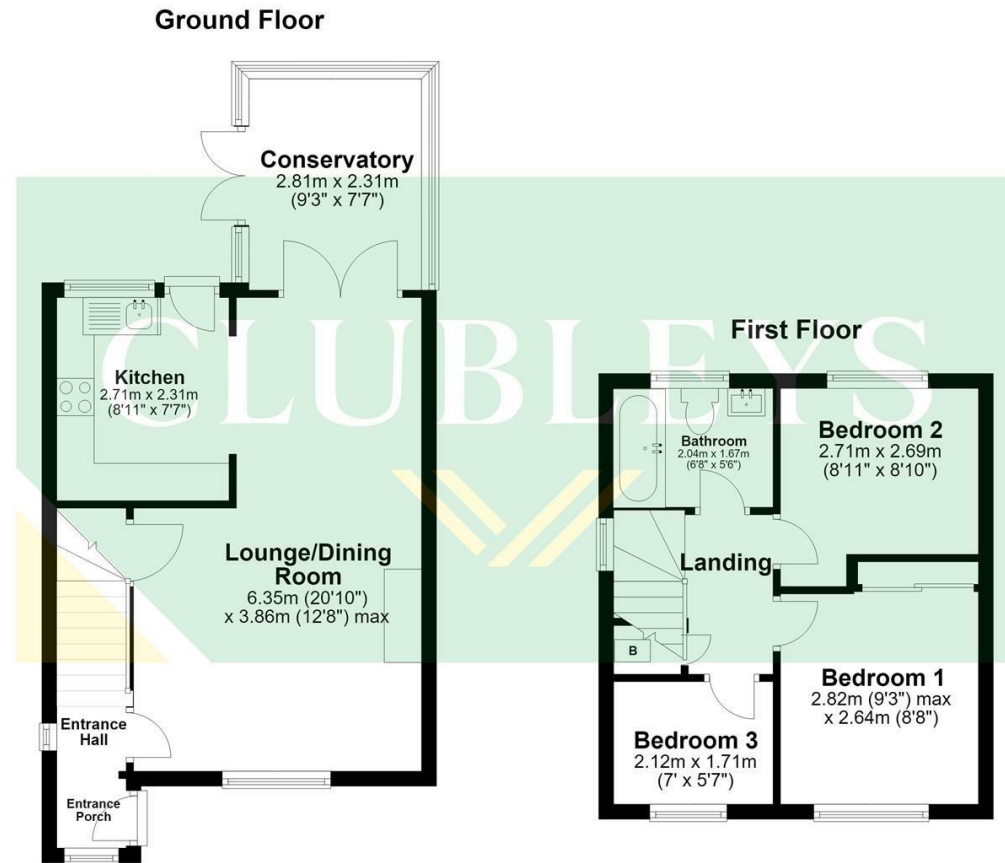 Ground Floor
Conservatory
2.81m x 2.31m
(9'3" x 7'7")
CLUBLEYS
Kitchen
2.71m x 2.31m
(8'11" x 7'7")
Lounge/Dining
Room
6.35m (20'10")
x 3.86m (12'8") max
Entrance
Hall
Entrance
Porch
First Floor
Bathroom
2.04m x 1.67m
(6'8" x 5'6")
Bedroom 2
2.71m x 2.69m
(8'11" x 8'10")
Landing
B
Bedroom 1
2.82m (9'3") max
x 2.64m (8'8")
Bedroom 3
2.12m x 1.71m
(7' x 5'7")